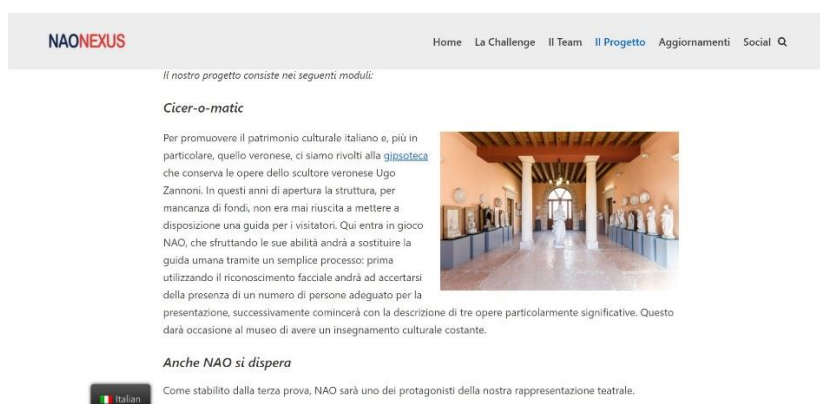 NAONEXUS
Home La Challenge Il Team Il Progetto Aggiornamenti Social
Il nostro progetto consiste nei seguenti moduli:
Cicer-o-matic
Per promuovere il patrimonio culturale italiano e, più in
particolare, quello veronese, ci siamo rivolti alla gipsoteca
che conserva le opere dello scultore veronese Ugo
Zannoni. In questi anni di apertura la struttura, per
mancanza di fondi, non era mai riuscita a mettere a
disposizione una guida per i visitatori. Qui entra in gioco
NAO, che sfruttando le sue abilità andrà a sostituire la
guida umana tramite un semplice processo: prima
utilizzando il riconoscimento facciale andrà ad accertarsi
della presenza di un numero di persone adeguato per la
presentazione, successivamente comincerà con la descrizione di tre opere particolarmente significative. Questo
darà occasione al museo di avere un insegnamento culturale costante.
Anche NAO si dispera
Come stabilito dalla terza prova, NAO sarà uno dei protagonisti della nostra rappresentazione teatrale.
Italian